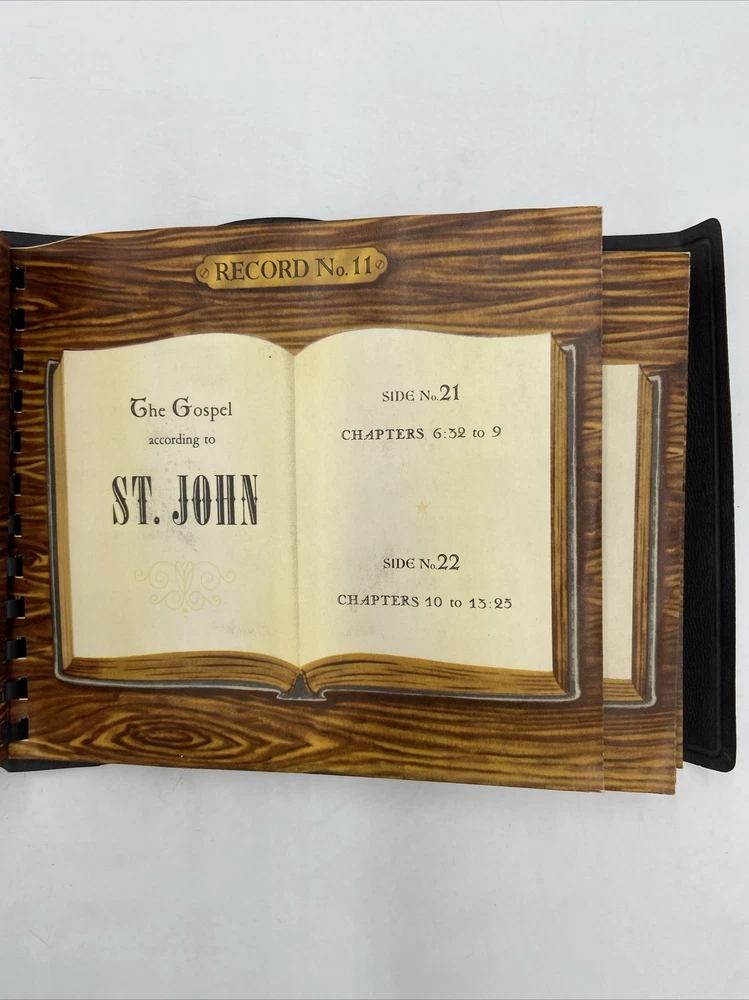 RECORD No. 11
The Gospel
according to
ST. JOHN
SIDE No. 21
CHAPTERS 6:32 to 9
SIDE No. 22
CHAPTERS 10 to 13:25